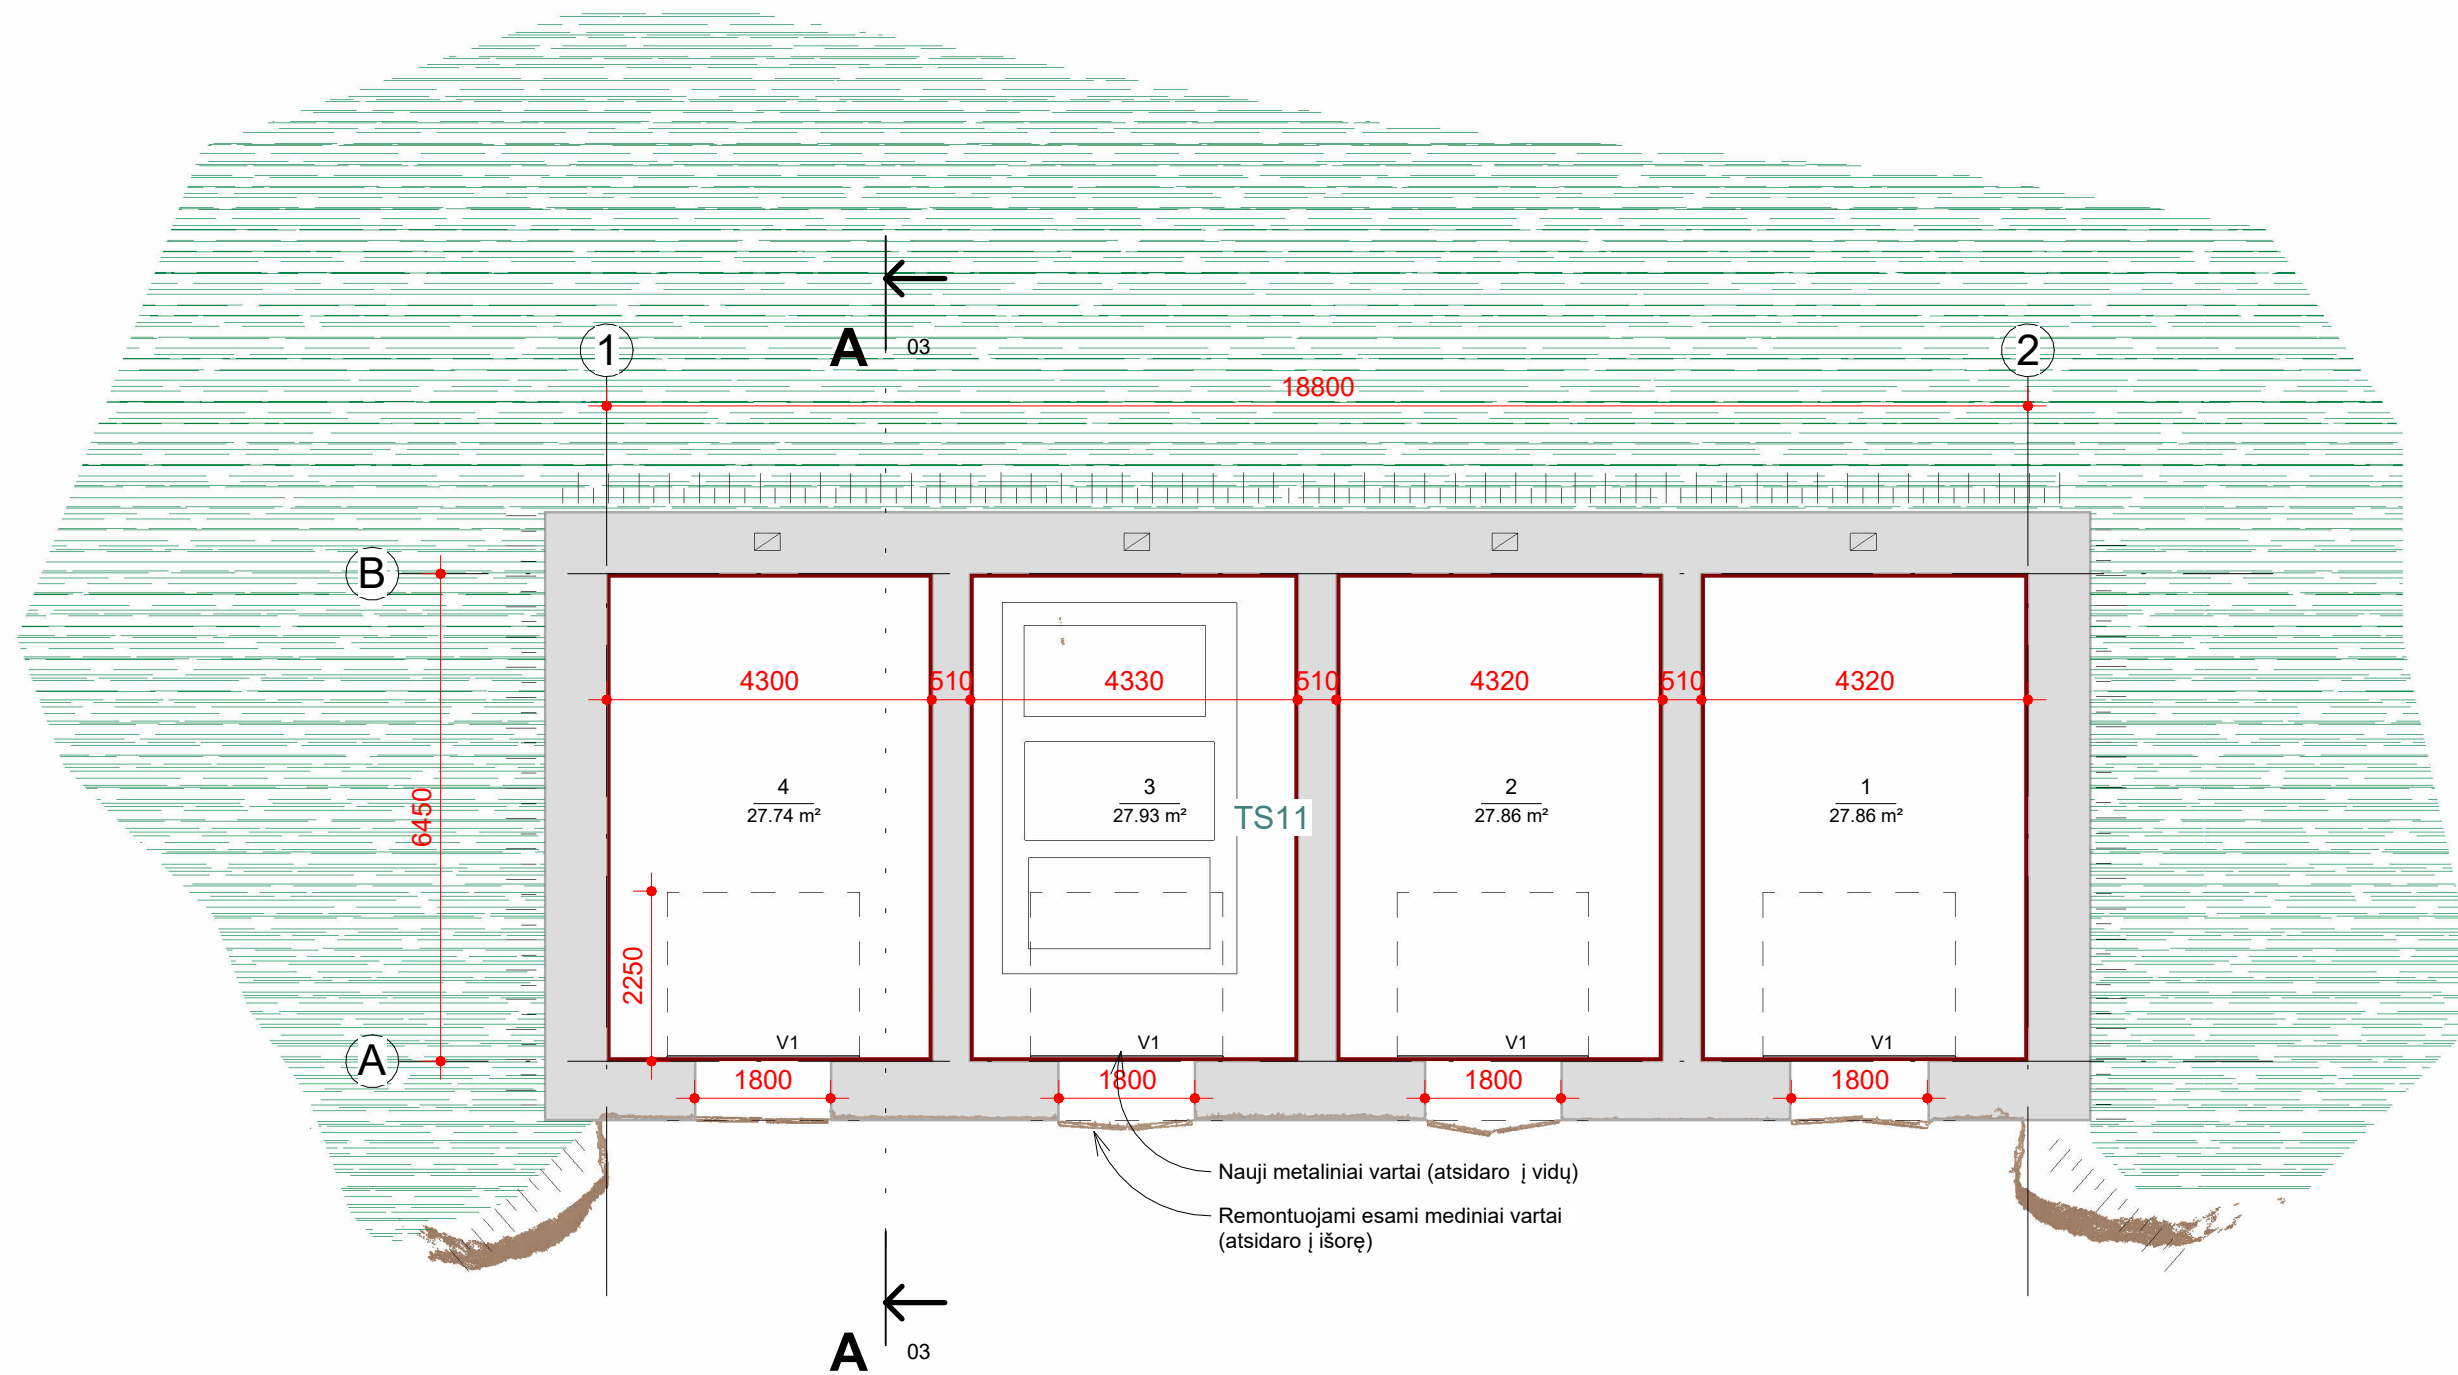 1
A
03
2
18800
B
4300
510
4330
510
4320
510
4320
6450
4
27.74 m²
3
27.93 m²
TS11
2
27.86 m²
1
27.86 m²
2250
A
V1
V1
V1
V1
1800
1800
1800
1800
Nauji metaliniai vartai (atsidaro į vidų)
Remontuojami esami mediniai vartai
(atsidaro į išorę)
A
03